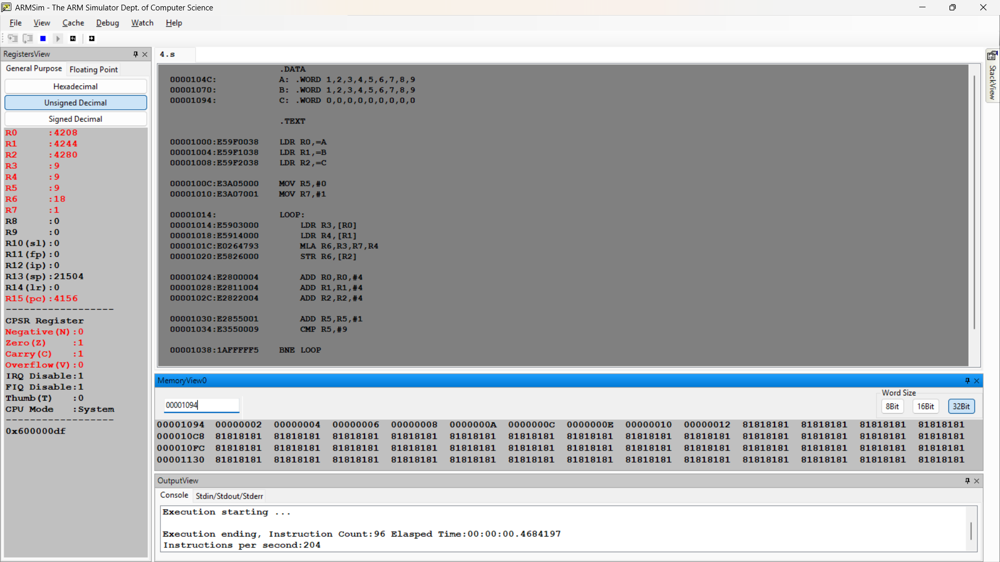 ARMSim - The ARM Simulator Dept. of Computer Science
File View Cache Debug Watch Help
RegistersView
General Purpose Floating Point
Hexadecimal
Unsigned Decimal
Signed Decimal
R0 :4208
R1 :4244
R2 :4280
R3 :9
R4 :9
R5 :9
R6 :18
R7 :1
R8 :0
R9 :0
R10(sl):0
R11(fp):0
R12(ip):0
R13(sp):21504
R14(lr):0
R15(pc):4156
------------------
CPSR Register
Negative(N):0
Zero(Z) :1
Carry(C) :1
Overflow(V):0
IRQ Disable:1
FIQ Disable:1
Thumb(T) :0
CPU Mode :System
------------------
0x600000df
4.s
.DATA
0000104C: A: .WORD 1,2,3,4,5,6,7,8,9
00001070: B: .WORD 1,2,3,4,5,6,7,8,9
00001094: C: .WORD 0,0,0,0,0,0,0,0,0
.TEXT
00001000:E59F0038 LDR R0,=A
00001004:E59F1038 LDR R1,=B
00001008:E59F2038 LDR R2,=C
0000100C:E3A05000 MOV R5,#0
00001010:E3A07001 MOV R7,#1
00001014: LOOP:
00001014:E5903000 LDR R3,[R0]
00001018:E5914000 LDR R4,[R1]
0000101C:E0264793 MLA R6,R3,R7,R4
00001020:E5826000 STR R6,[R2]
00001024:E2800004 ADD R0,R0,#4
00001028:E2811004 ADD R1,R1,#4
0000102C:E2822004 ADD R2,R2,#4
00001030:E2855001 ADD R5,R5,#1
00001034:E3550009 CMP R5,#9
00001038:1AFFFFF5 BNE LOOP
StackView
MemoryView0
00001094
Word Size
8Bit 16Bit 32Bit
00001094 00000002 00000004 00000006 00000008 0000000A 0000000C 0000000E 00000010 00000012 81818181 81818181 81818181 81818181
000010C8 81818181 81818181 81818181 81818181 81818181 81818181 81818181 81818181 81818181 81818181 81818181 81818181 81818181
000010FC 81818181 81818181 81818181 81818181 81818181 81818181 81818181 81818181 81818181 81818181 81818181 81818181 81818181
00001130 81818181 81818181 81818181 81818181 81818181 81818181 81818181 81818181 81818181 81818181 81818181 81818181 81818181
OutputView
Console Stdin/Stdout/Stderr
Execution starting ...
Execution ending, Instruction Count:96 Elasped Time:00:00:00.4684197
Instructions per second:204